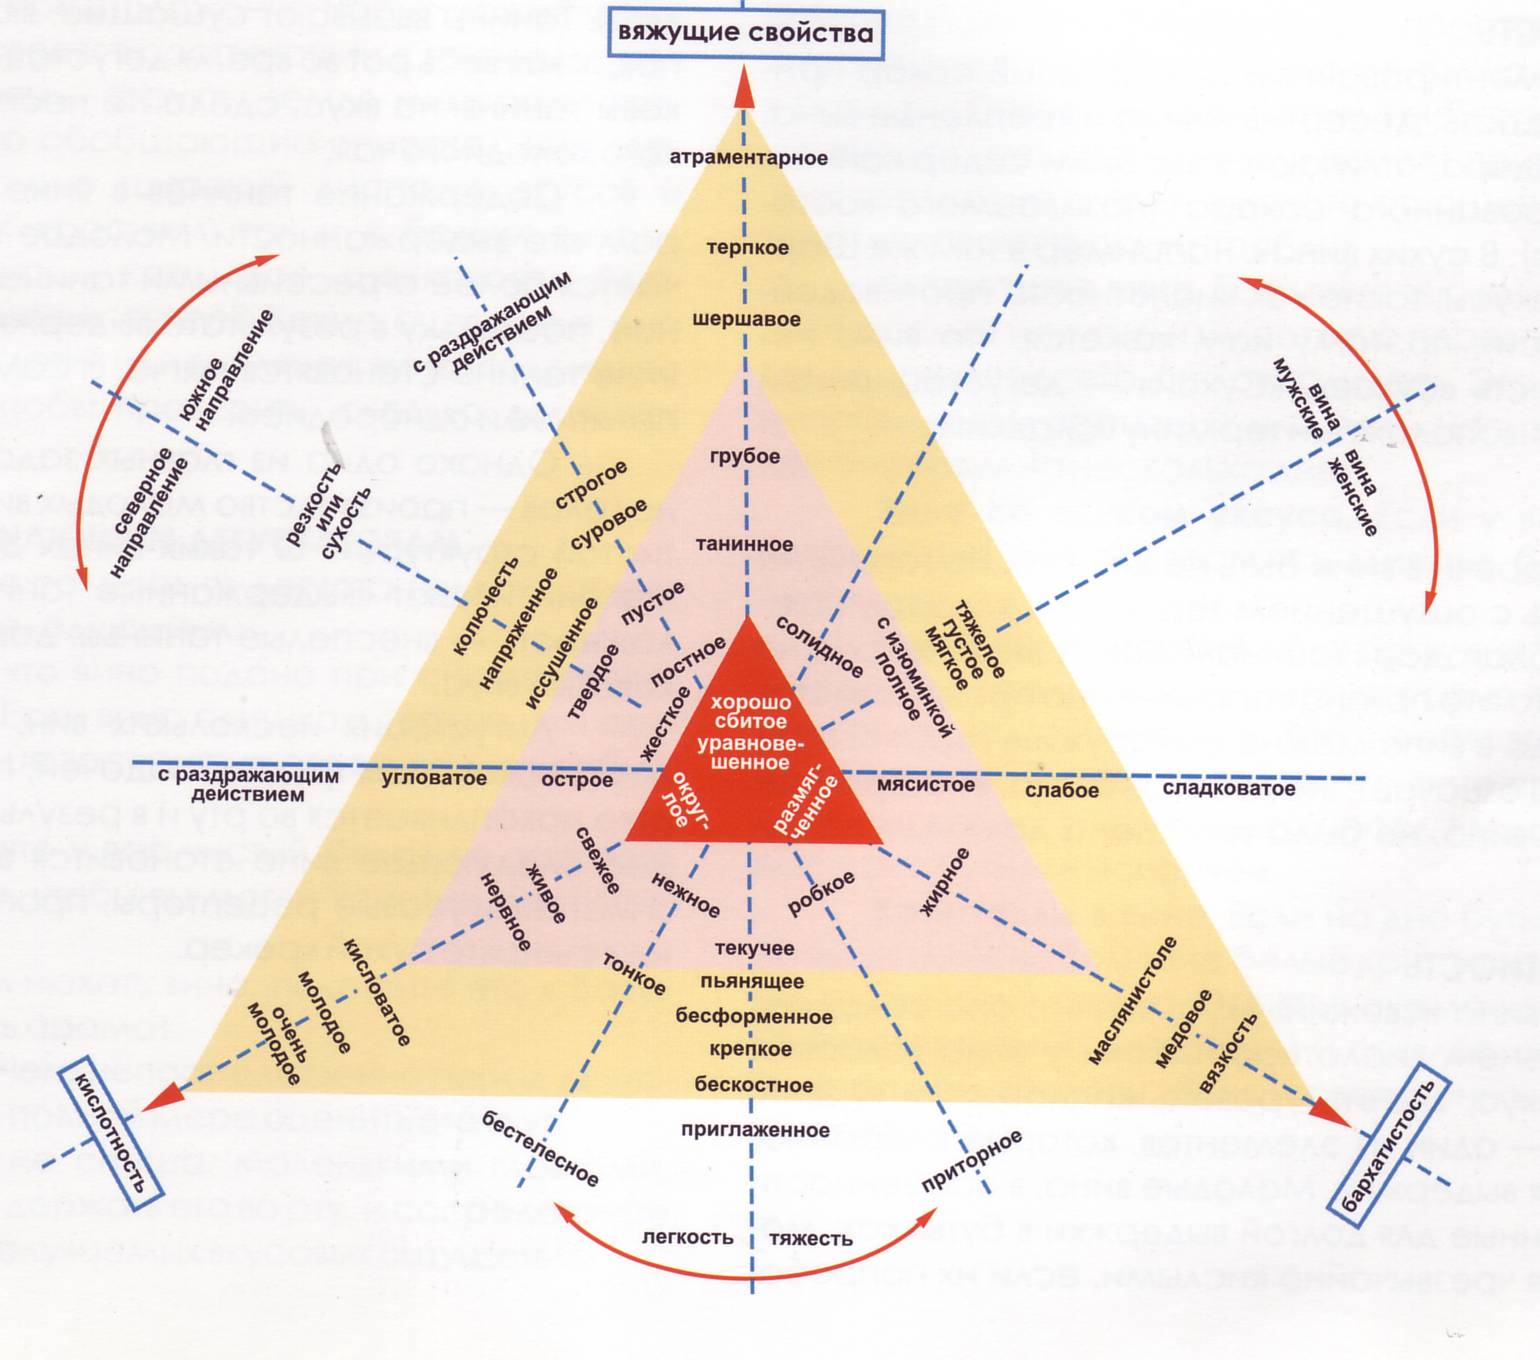 вяжущие свойства
атраментарное
терпкое
шершавое
грубое
танинное
с раздражающим
действием
южное
направление
северное
направление
резкость
или
сухость
строгое
суровое
пустое
постное
колючесть
напряженное
иссушенное
твердое
жесткое
солидное
с изюминкой
полное
тяжелое
густое
мягкое
вина
мужские
вина
женские
хорошо
сбитое
уравнове-
шенное
округ-
лое
размяг-
ченное
с раздражающим
действием
угловатое
острое
мясистое
слабое
сладковатое
свежее
живое
нервное
кисловатое
молодое
очень
молодое
кислотность
нежное
тонкое
бестелесное
текучее
пьянящее
бесформенное
крепкое
бескостное
приглаженное
робкое
приторное
жирное
маслянистоле
медовое
вязкость
бархатистость
легкость
тяжесть